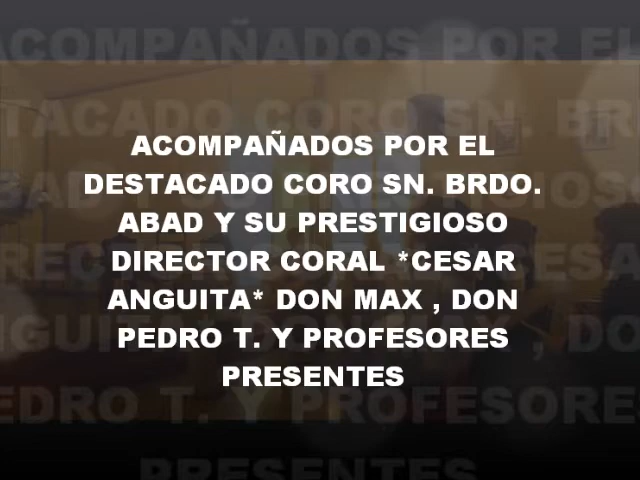 ACOMPAÑADOS POR EL
DESTACADO CORO SN. BRDO.
ABAD Y SU PRESTIGIOSO
DIRECTOR CORAL *CESAR
ANGUITA* DON MAX , DON
PEDRO T. Y PROFESORES
PRESENTES